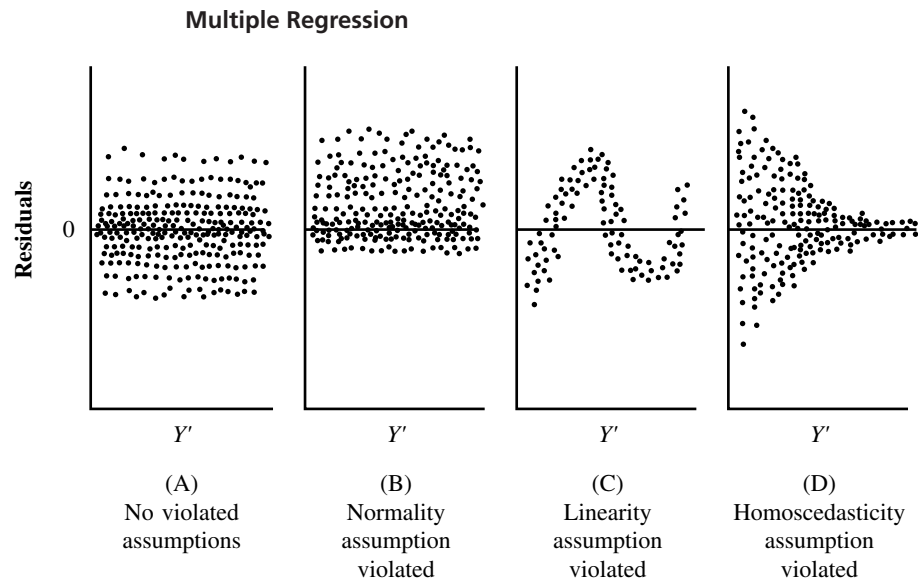 Multiple Regression
Residuals
0
Y′
Y′
Y′
Y′
(A)
No violated
assumptions
(B)
Normality
assumption
violated
(C)
Linearity
assumption
violated
(D)
Homoscedasticity
assumption
violated